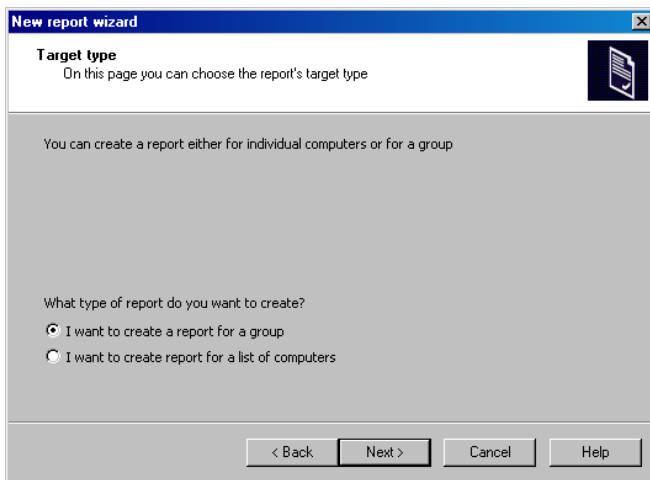 New report wizard
Target type
On this page you can choose the report's target type
You can create a report either for individual computers or for a group
What type of report do you want to create?
I want to create a report for a group
I want to create report for a list of computers
< Back Next > Cancel Help